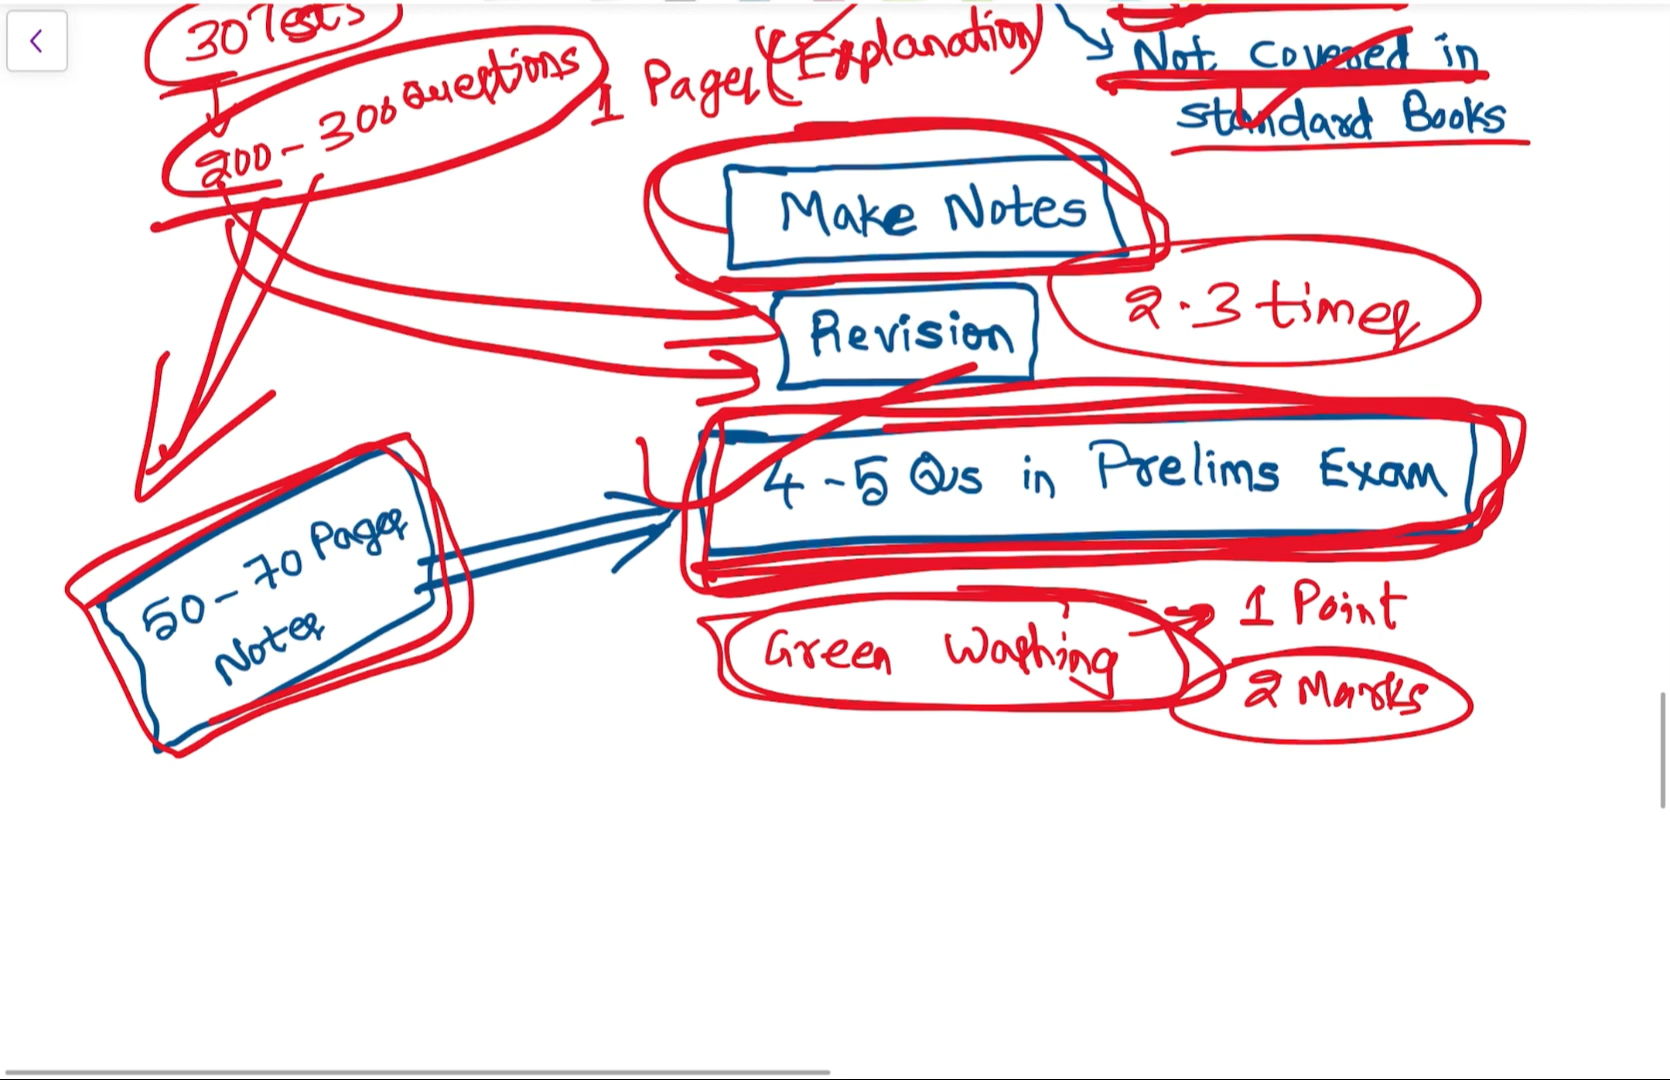 30 Tests
200 - 300 Questions
1 Pages (Explanation)
Not Covered in
standard Books
Make Notes
2-3 times
Revision
4-5 Qs in Prelims Exam
50-70 Pages
Notes
Green Washing
1 Point
2 Marks